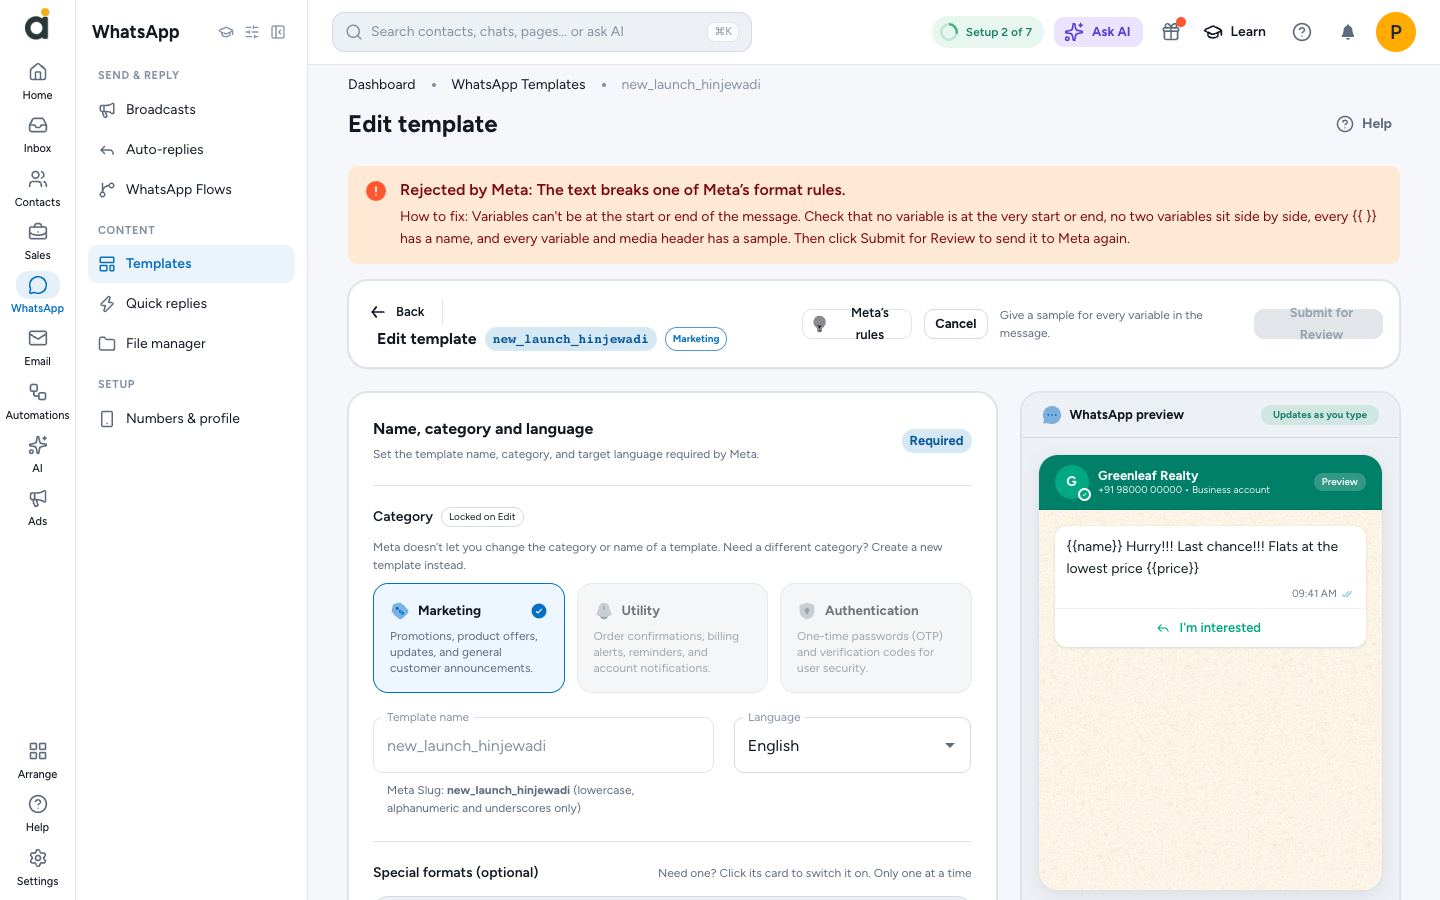 WhatsApp
Search contacts, chats, pages... or ask AI
⌘K
Setup 2 of 7
Ask AI
Learn
P
Home
Inbox
Contacts
Sales
WhatsApp
Email
Automations
AI
Ads
Arrange
Help
Settings
SEND & REPLY
Broadcasts
Auto-replies
WhatsApp Flows
CONTENT
Templates
Quick replies
File manager
SETUP
Numbers & profile
Dashboard • WhatsApp Templates • new_launch_hinjewadi
Edit template
Help
Rejected by Meta: The text breaks one of Meta's format rules.
How to fix: Variables can't be at the start or end of the message. Check that no variable is at the very start or end, no two variables sit side by side, every {{ }}
has a name, and every variable and media header has a sample. Then click Submit for Review to send it to Meta again.
Back
Edit template new_launch_hinjewadi Marketing
Meta's
rules
Cancel
Give a sample for every variable in the
message.
Submit for
Review
Name, category and language
Set the template name, category, and target language required by Meta.
Required
Category Locked on Edit
Meta doesn't let you change the category or name of a template. Need a different category? Create a new
template instead.
Marketing
Promotions, product offers,
updates, and general
customer announcements.
Utility
Order confirmations, billing
alerts, reminders, and
account notifications.
Authentication
One-time passwords (OTP)
and verification codes for
user security.
Template name
new_launch_hinjewadi
Language
English
Meta Slug: new_launch_hinjewadi (lowercase,
alphanumeric and underscores only)
Special formats (optional)
Need one? Click its card to switch it on. Only one at a time
WhatsApp preview
Updates as you type
G
Greenleaf Realty
+91 98000 00000 • Business account
Preview
{{name}} Hurry!!! Last chance!!! Flats at the
lowest price {{price}}
09:41 AM
I'm interested